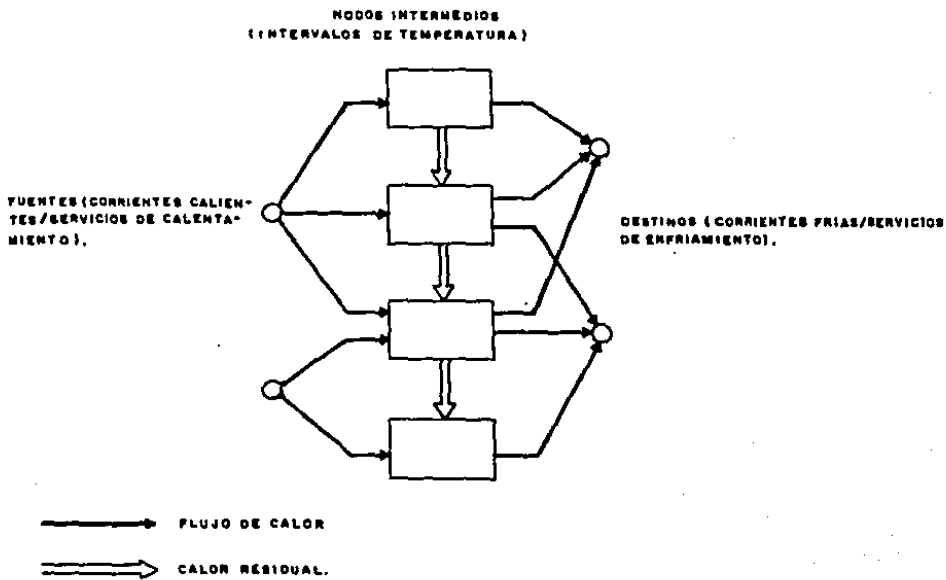 NODOS INTERMEDIOS
(INTERVALOS DE TEMPERATURA)
FUENTES (CORRIENTES CALIEN-
TES/SERVICIOS DE CALENTA-
MIENTO).
DESTINOS (CORRIENTES FRIAS/SERVICIOS
DE ENFRIAMIENTO).
FLUJO DE CALOR
CALOR RESIDUAL.